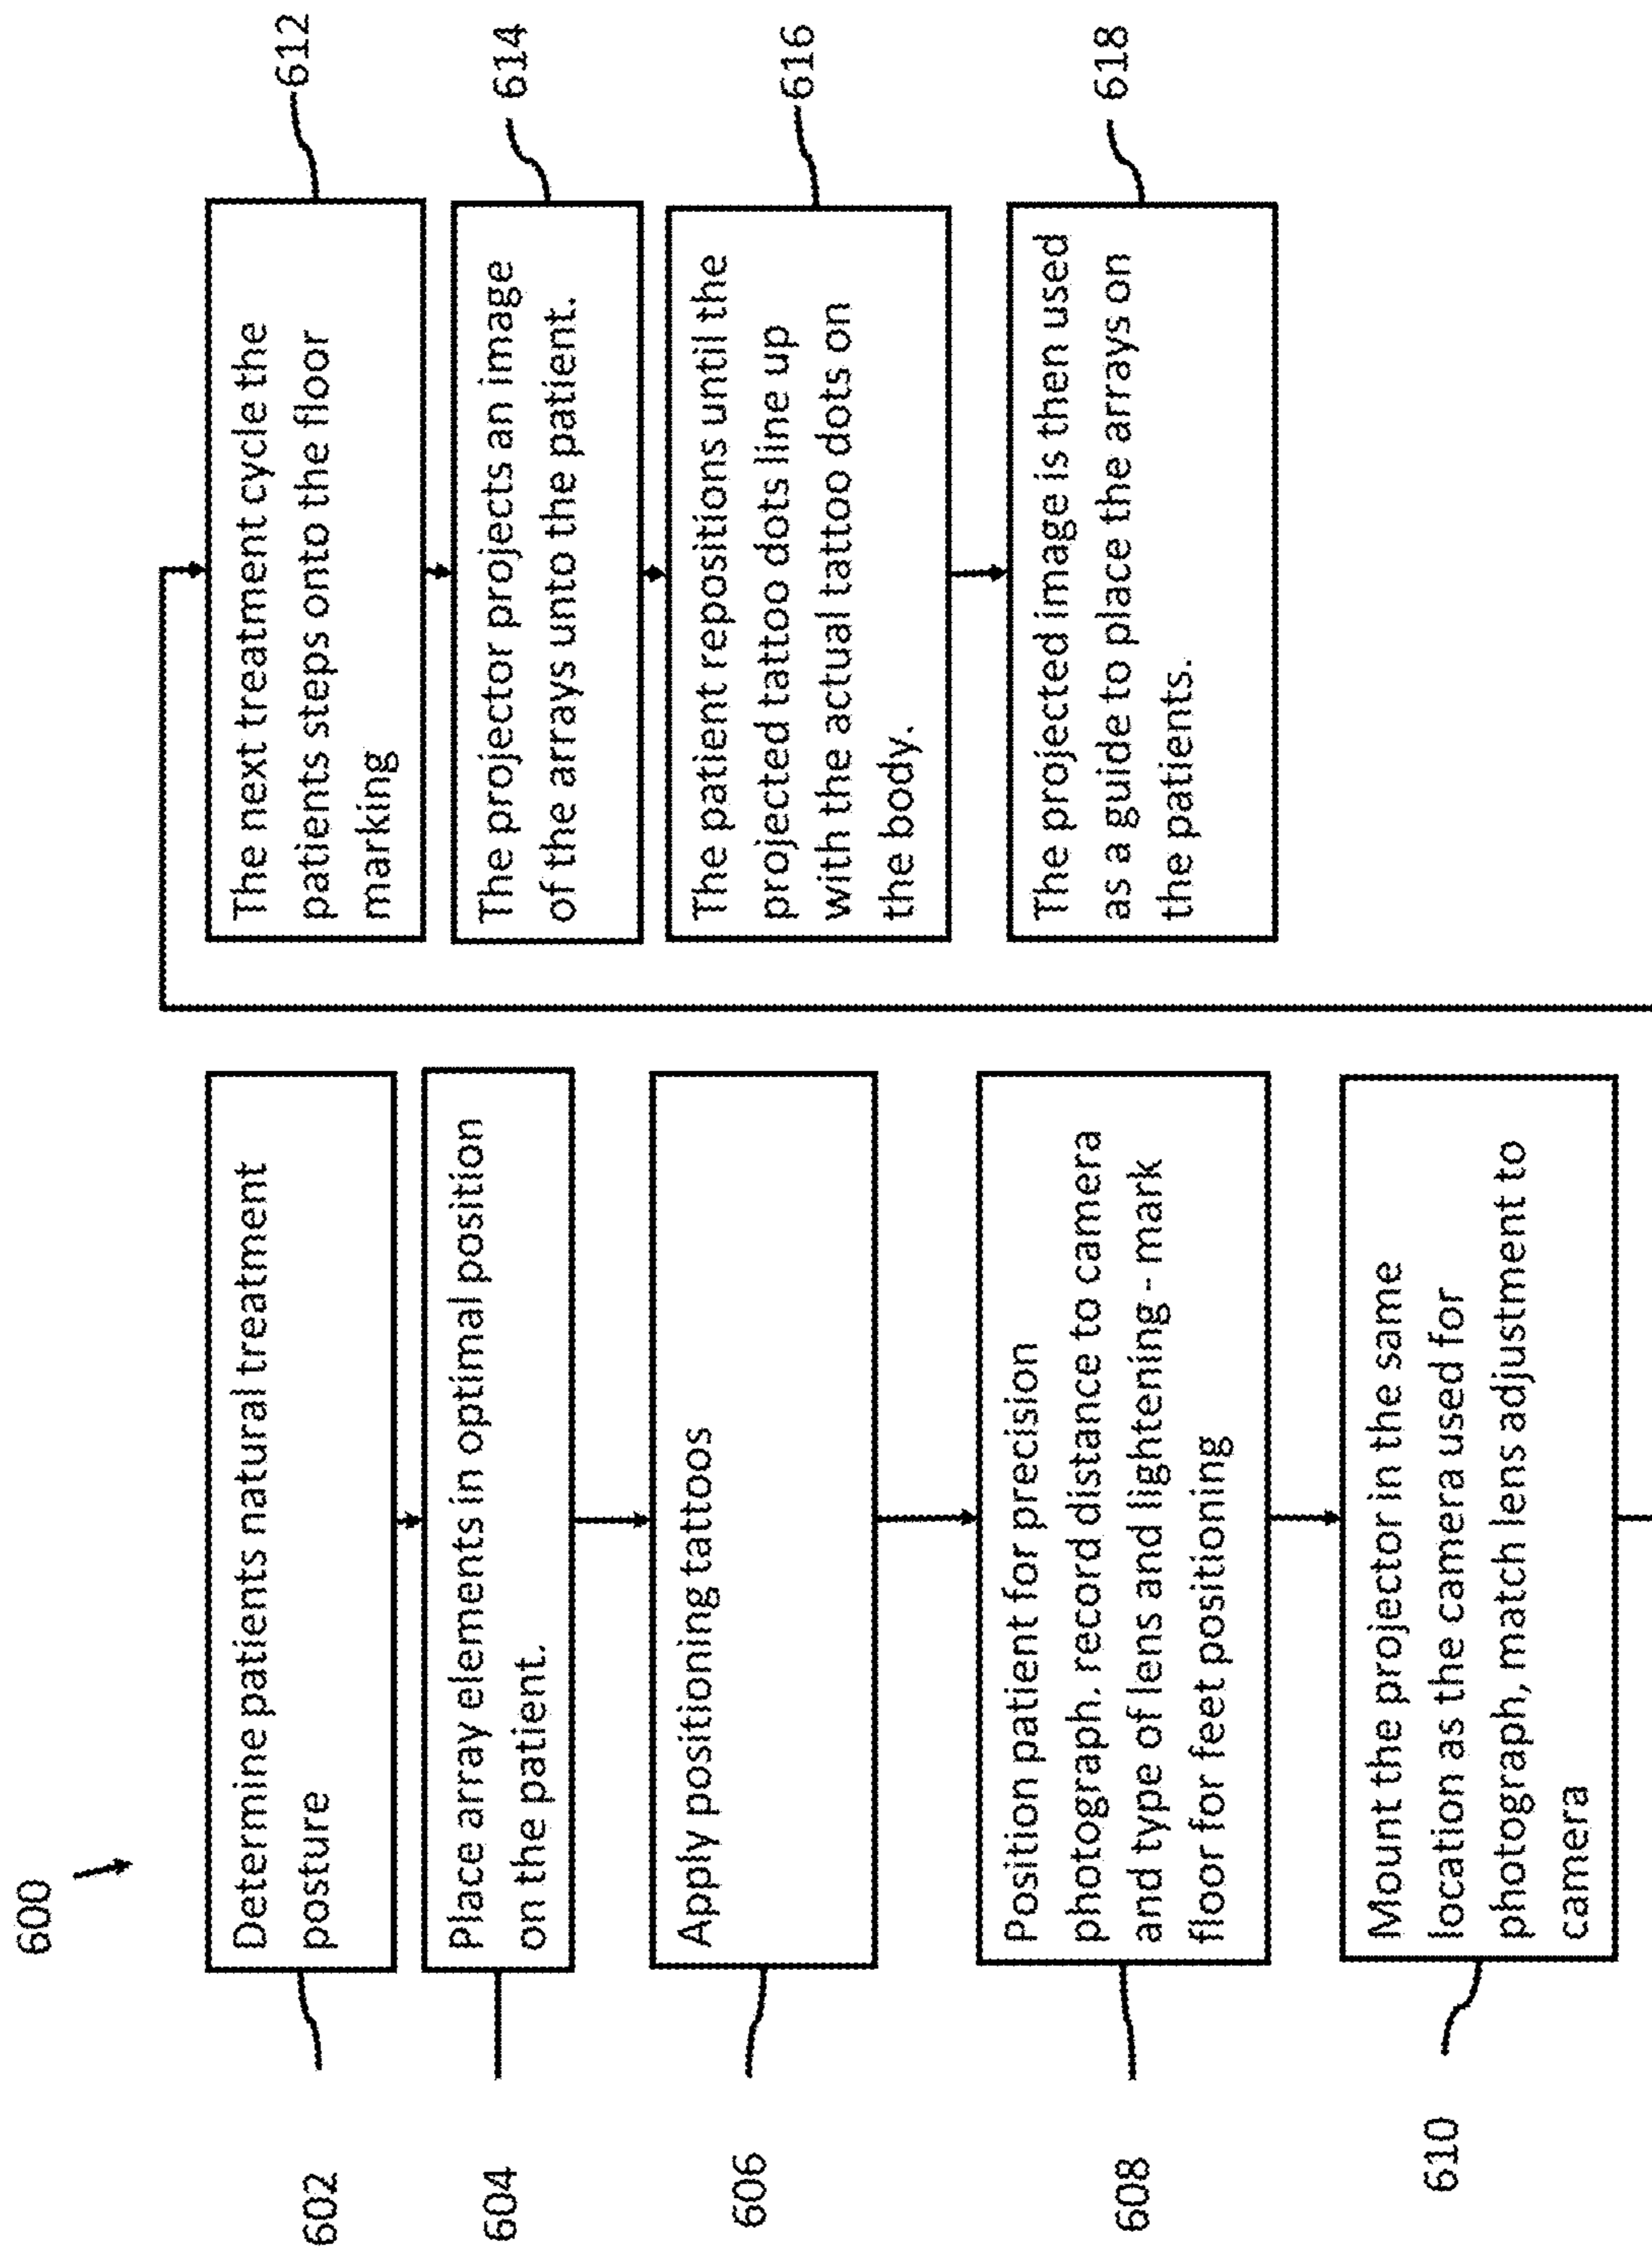 600
602
Determine patients natural treatment
posture
604
Place array elements in optimal position
on the patient.
606
Apply positioning tattoos
608
Position patient for precision
photograph. record distance to camera
and type of lens and lightening - mark
floor for feet positioning
610
Mount the projector in the same
location as the camera used for
photograph, match lens adjustment to
camera
612
The next treatment cycle the
patients steps onto the floor
marking
614
The projector projects an image
of the arrays unto the patient.
616
The patient repositions until the
projected tattoo dots line up
with the actual tattoo dots on
the body.
618
The projected image is then used
as a guide to place the arrays on
the patients.